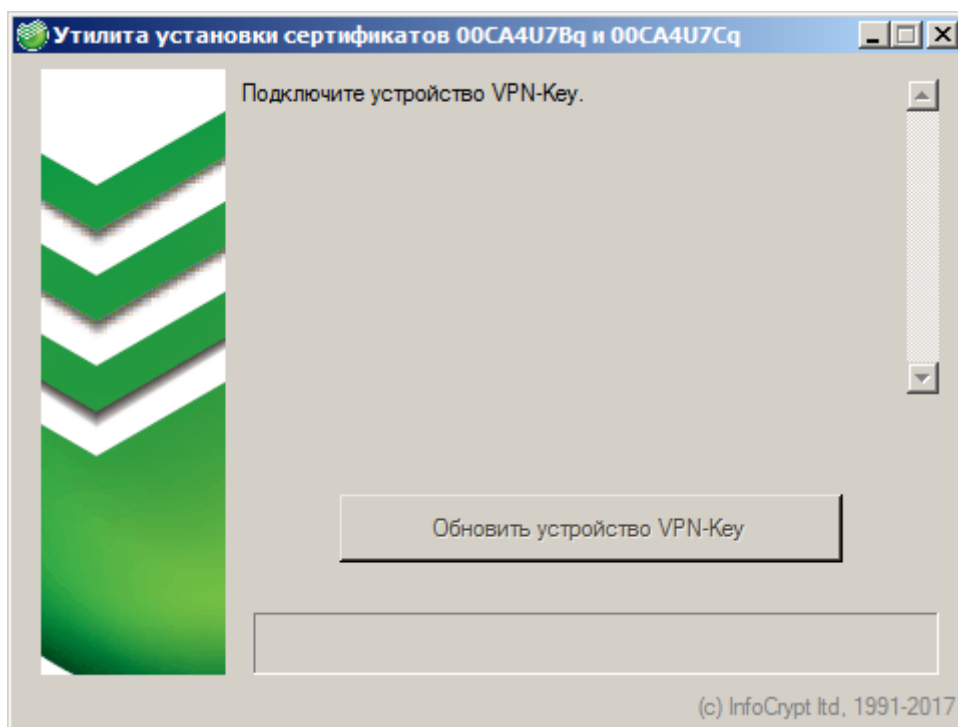 Утилита установки сертификатов 00CA4U7Bq и 00CA4U7Cq
Подключите устройство VPN-Key.
Обновить устройство VPN-Key
(c) InfoCrypt ltd, 1991-2017